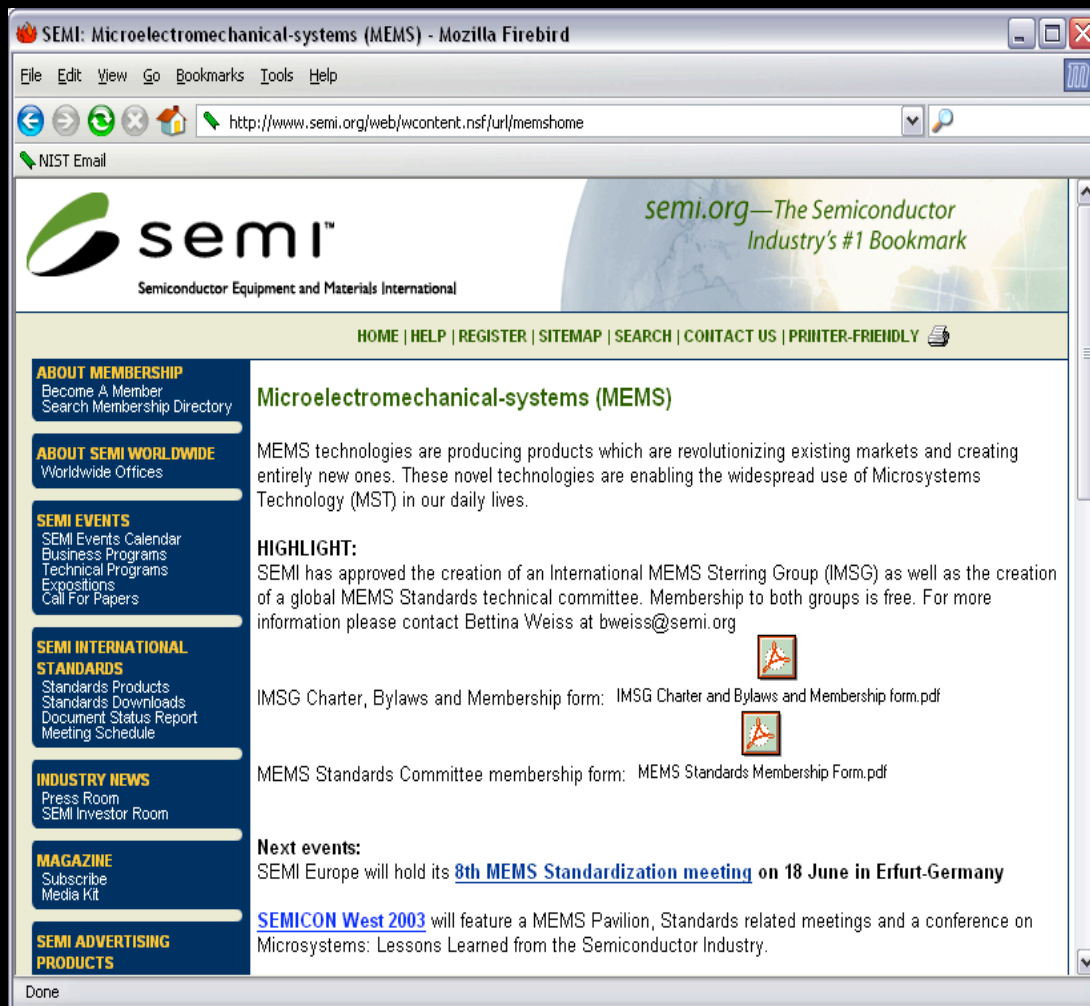 SEMI: Microelectromechanical-systems (MEMS) - Mozilla Firebird
File Edit View Go Bookmarks Tools Help
http://www.semi.org/web/wcontent.nsf/url/memshome
NIST Email
semi™
Semiconductor Equipment and Materials International
semi.org—The Semiconductor
Industry's #1 Bookmark
HOME | HELP | REGISTER | SITEMAP | SEARCH | CONTACT US | PRINTER-FRIENDLY
ABOUT MEMBERSHIP
Become A Member
Search Membership Directory
ABOUT SEMI WORLDWIDE
Worldwide Offices
SEMI EVENTS
SEMI Events Calendar
Business Programs
Technical Programs
Expositions
Call For Papers
SEMI INTERNATIONAL
STANDARDS
Standards Products
Standards Downloads
Document Status Report
Meeting Schedule
INDUSTRY NEWS
Press Room
SEMI Investor Room
MAGAZINE
Subscribe
Media Kit
SEMI ADVERTISING
PRODUCTS
Microelectromechanical-systems (MEMS)
MEMS technologies are producing products which are revolutionizing existing markets and creating
entirely new ones. These novel technologies are enabling the widespread use of Microsystems
Technology (MST) in our daily lives.
HIGHLIGHT:
SEMI has approved the creation of an International MEMS Sterring Group (IMSG) as well as the creation
of a global MEMS Standards technical committee. Membership to both groups is free. For more
information please contact Bettina Weiss at bweiss@semi.org
IMSG Charter, Bylaws and Membership form: IMSG Charter and Bylaws and Membership form.pdf
MEMS Standards Committee membership form: MEMS Standards Membership Form.pdf
Next events:
SEMI Europe will hold its 8th MEMS Standardization meeting on 18 June in Erfurt-Germany
SEMICON West 2003 will feature a MEMS Pavilion, Standards related meetings and a conference on
Microsystems: Lessons Learned from the Semiconductor Industry.
Done